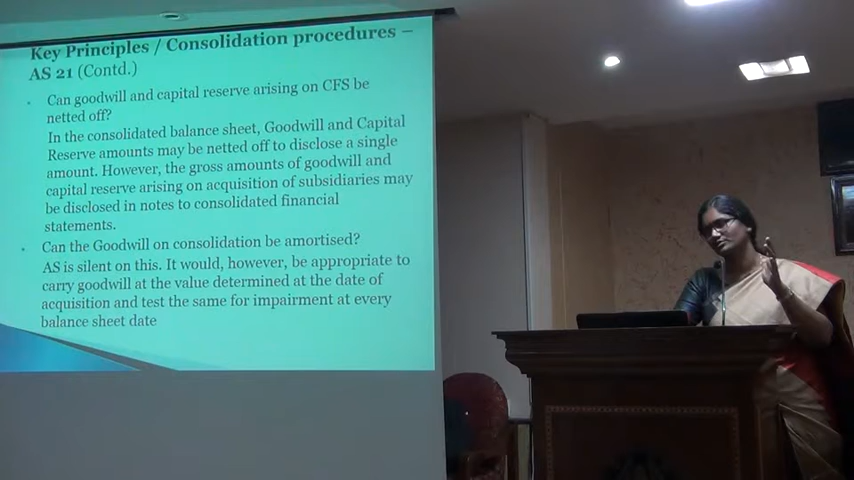 Key Principles / Consolidation procedures –
AS 21 (Contd.)
Can goodwill and capital reserve arising on CFS be
netted off?
In the consolidated balance sheet, Goodwill and Capital
Reserve amounts may be netted off to disclose a single
amount. However, the gross amounts of goodwill and
capital reserve arising on acquisition of subsidiaries may
be disclosed in notes to consolidated financial
statements.
Can the Goodwill on consolidation be amortised?
AS is silent on this. It would, however, be appropriate to
carry goodwill at the value determined at the date of
acquisition and test the same for impairment at every
balance sheet date